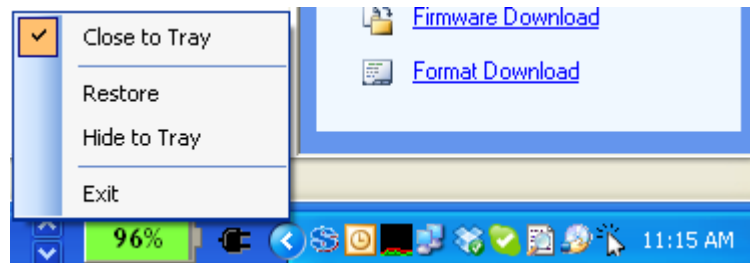 Close to Tray
Restore
Hide to Tray
Exit
Firmware Download
Format Download
96%
11:15 AM